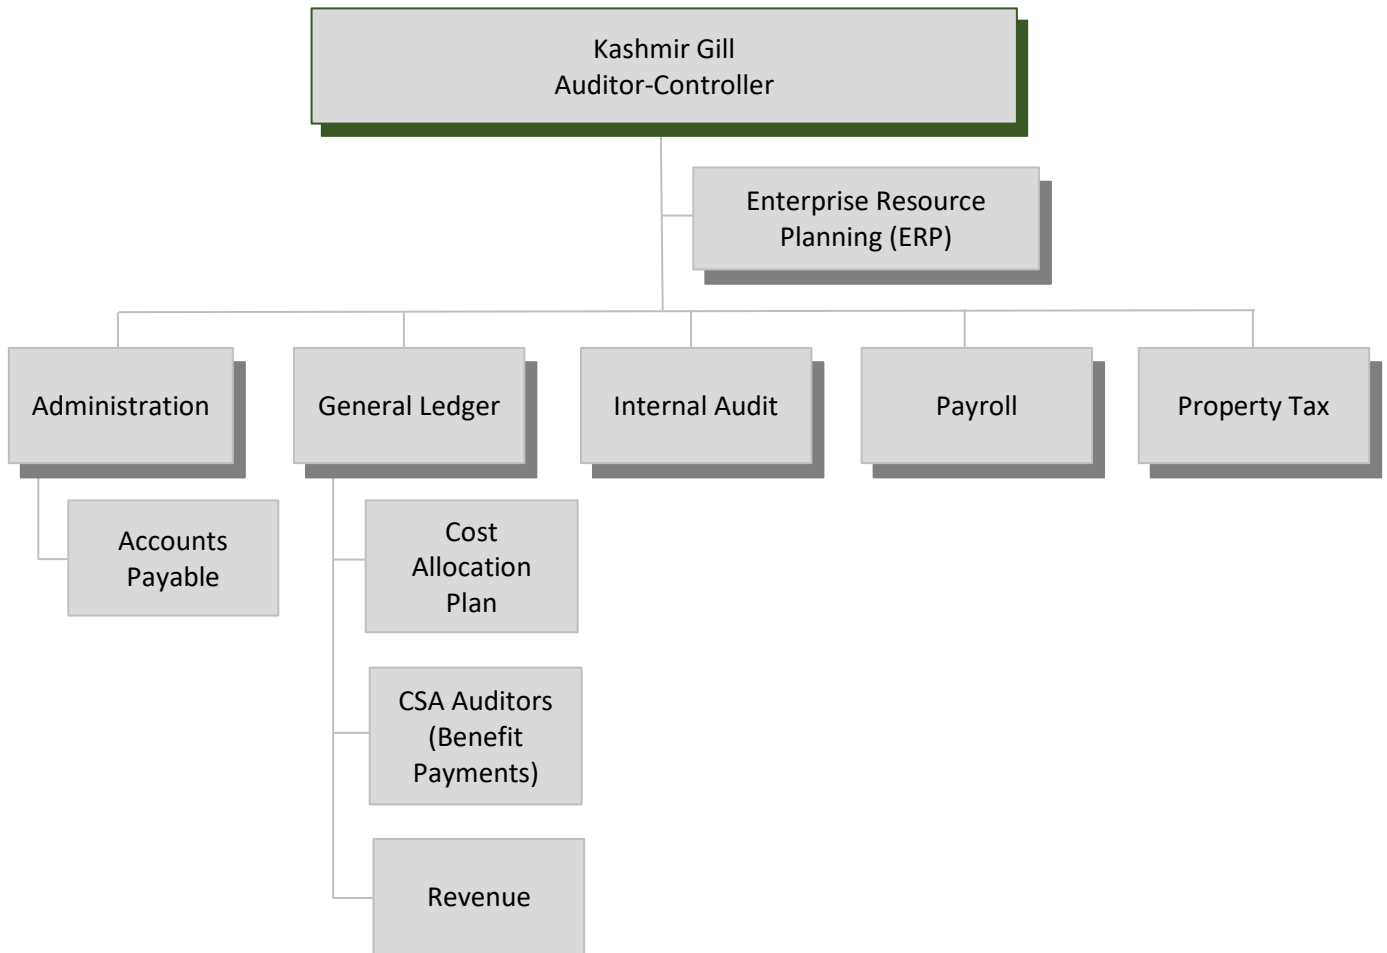 Kashmir Gill
Auditor-Controller
Enterprise Resource
Planning (ERP)
Administration
General Ledger
Internal Audit
Payroll
Property Tax
Accounts
Payable
Cost
Allocation
Plan
CSA Auditors
(Benefit
Payments)
Revenue